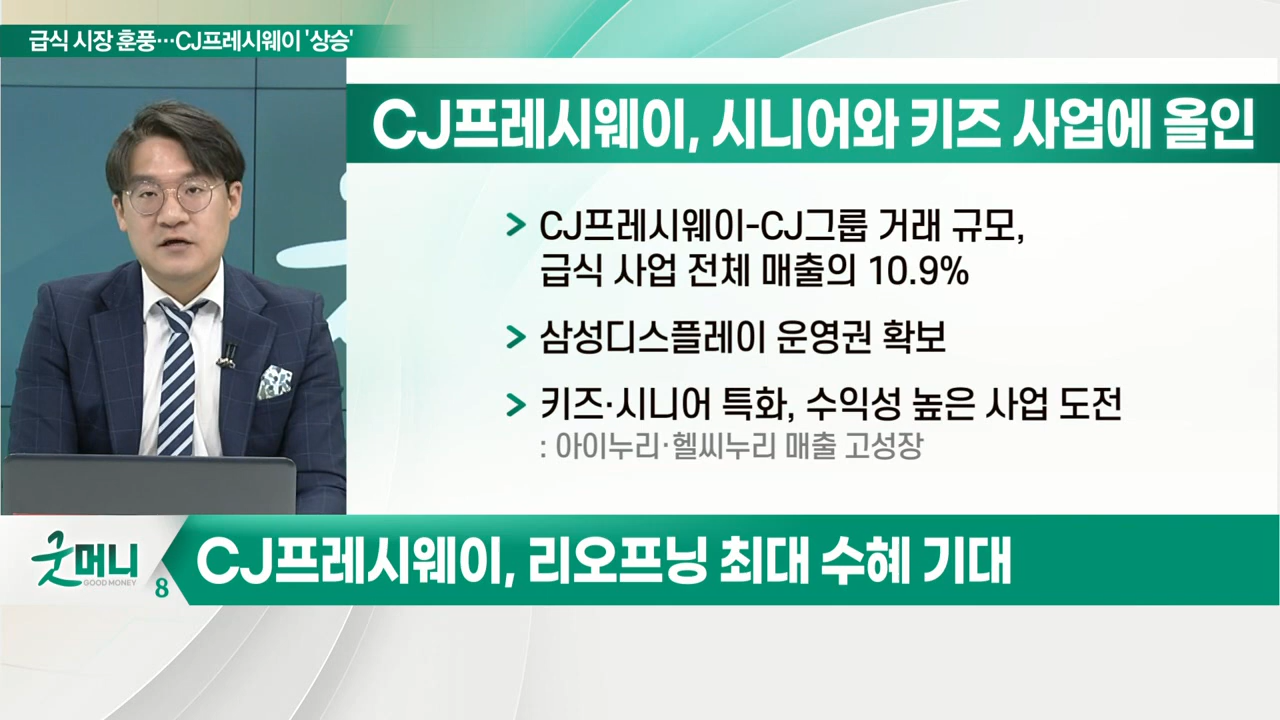 급식 시장 훈풍…CJ프레시웨이 '상승'
CJ프레시웨이, 시니어와 키즈 사업에 올인
> CJ프레시웨이-CJ그룹 거래 규모,
급식 사업 전체 매출의 10.9%
> 삼성디스플레이 운영권 확보
> 키즈·시니어 특화, 수익성 높은 사업 도전
: 아이누리·헬씨누리 매출 고성장
굿머니
GOOD MONEY
8
CJ프레시웨이, 리오프닝 최대 수혜 기대